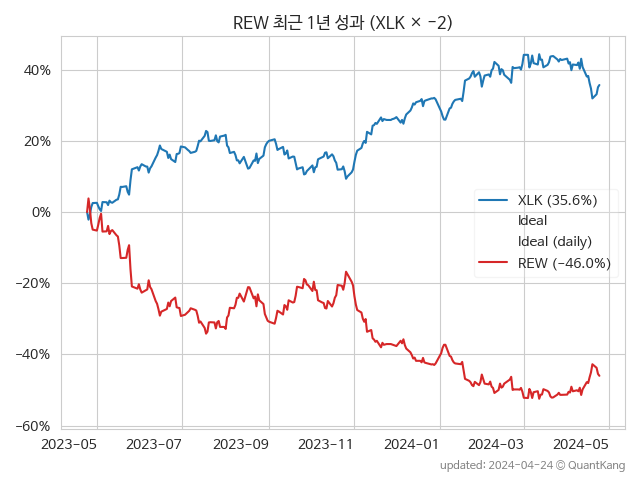 REW 최근 1년 성과 (XLK × −2)
40%
20%
0%
−20%
−40%
−60%
XLK (35.6%)
Ideal
Ideal (daily)
REW (−46.0%)
2023−05 2023−07 2023−09 2023−11 2024−01 2024−03 2024−05
updated: 2024−04−24 © QuantKang